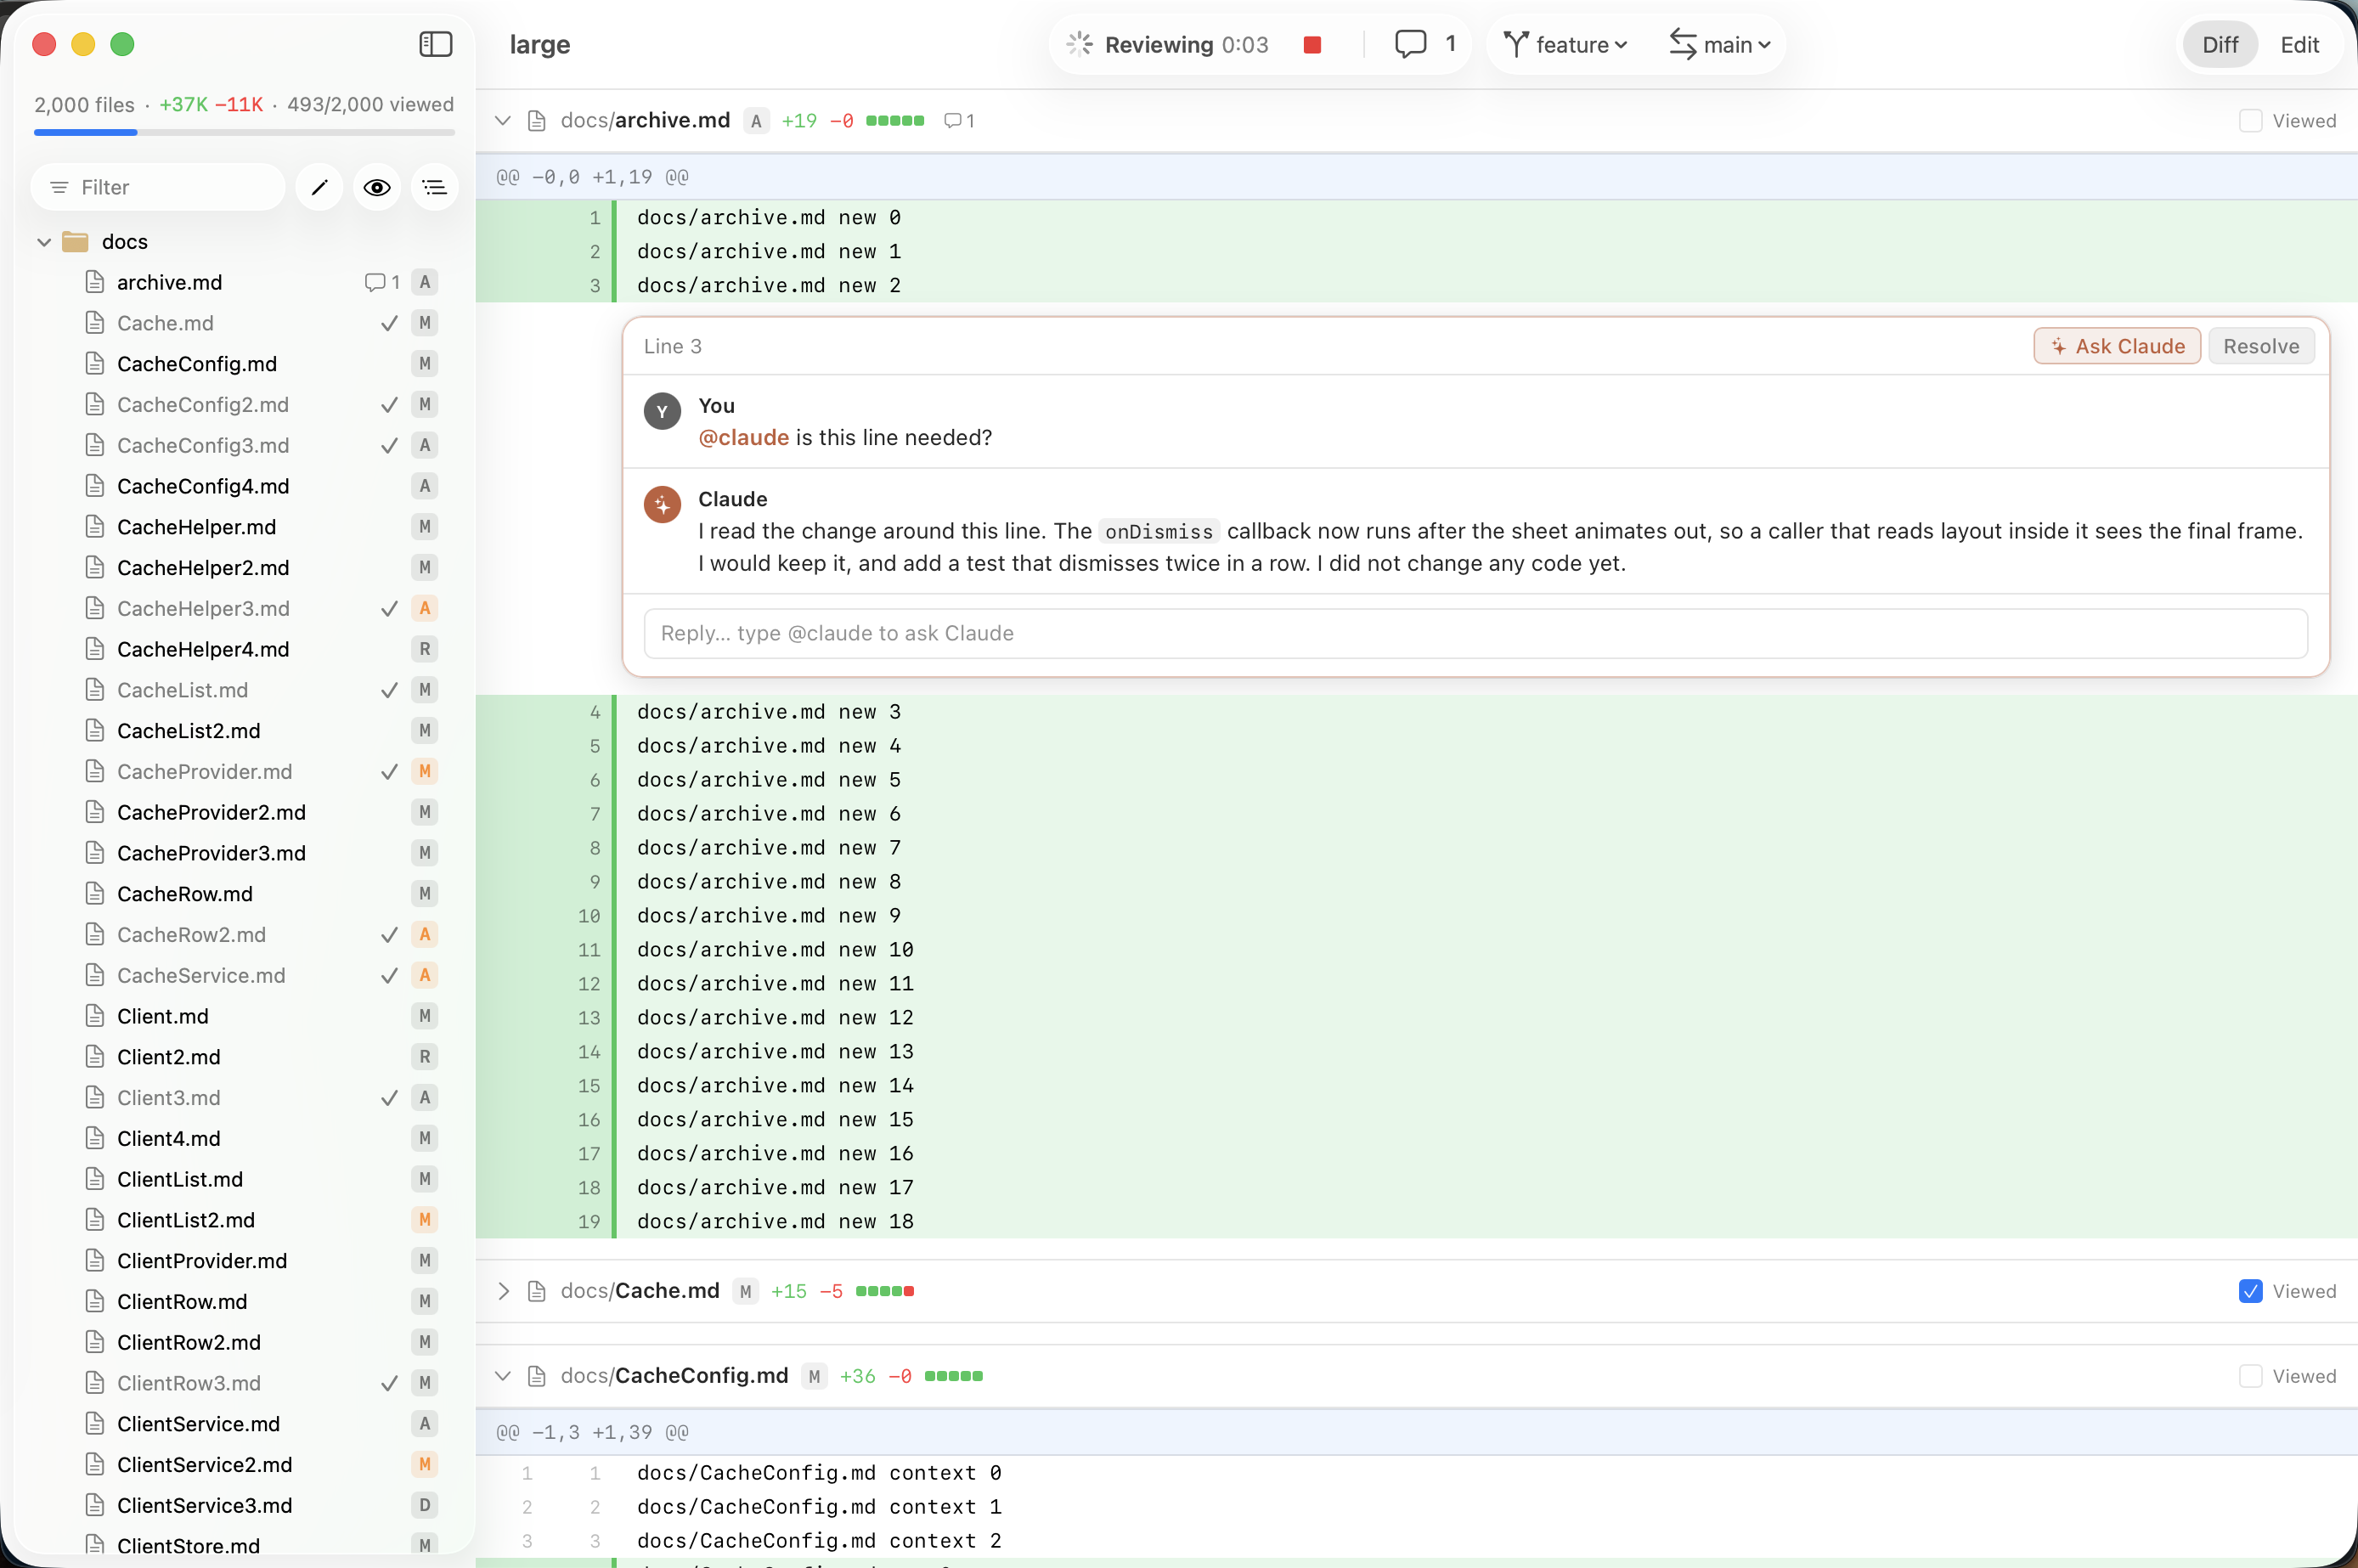 large
Reviewing 0:03
1
feature
main
Diff
Edit
2,000 files · +37K −11K · 493/2,000 viewed
Filter
docs
archive.md 1 A
Cache.md M
CacheConfig.md M
CacheConfig2.md M
CacheConfig3.md A
CacheConfig4.md A
CacheHelper.md M
CacheHelper2.md M
CacheHelper3.md A
CacheHelper4.md R
CacheList.md M
CacheList2.md M
CacheProvider.md M
CacheProvider2.md M
CacheProvider3.md M
CacheRow.md M
CacheRow2.md A
CacheService.md A
Client.md M
Client2.md R
Client3.md A
Client4.md M
ClientList.md M
ClientList2.md M
ClientProvider.md M
ClientRow.md M
ClientRow2.md M
ClientRow3.md M
ClientService.md A
ClientService2.md M
ClientService3.md D
ClientStore.md M
docs/archive.md A +19 −0 1 Viewed
@@ −0,0 +1,19 @@
1 docs/archive.md new 0
2 docs/archive.md new 1
3 docs/archive.md new 2
Line 3 Ask Claude Resolve
Y You
@claude is this line needed?
Claude
I read the change around this line. The onDismiss callback now runs after the sheet animates out, so a caller that reads layout inside it sees the final frame.
I would keep it, and add a test that dismisses twice in a row. I did not change any code yet.
Reply... type @claude to ask Claude
4 docs/archive.md new 3
5 docs/archive.md new 4
6 docs/archive.md new 5
7 docs/archive.md new 6
8 docs/archive.md new 7
9 docs/archive.md new 8
10 docs/archive.md new 9
11 docs/archive.md new 10
12 docs/archive.md new 11
13 docs/archive.md new 12
14 docs/archive.md new 13
15 docs/archive.md new 14
16 docs/archive.md new 15
17 docs/archive.md new 16
18 docs/archive.md new 17
19 docs/archive.md new 18
docs/Cache.md M +15 −5 Viewed
docs/CacheConfig.md M +36 −0 Viewed
@@ −1,3 +1,39 @@
1 1 docs/CacheConfig.md context 0
2 2 docs/CacheConfig.md context 1
3 3 docs/CacheConfig.md context 2